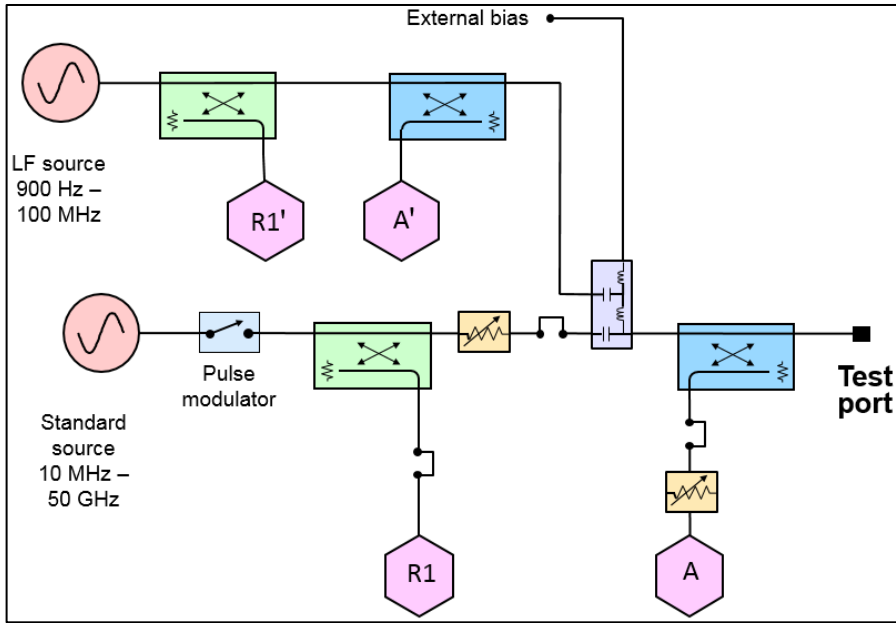 External bias
LF source
900 Hz –
100 MHz
R1'
A'
Pulse
modulator
Standard
source
10 MHz –
50 GHz
Test
port
R1
A